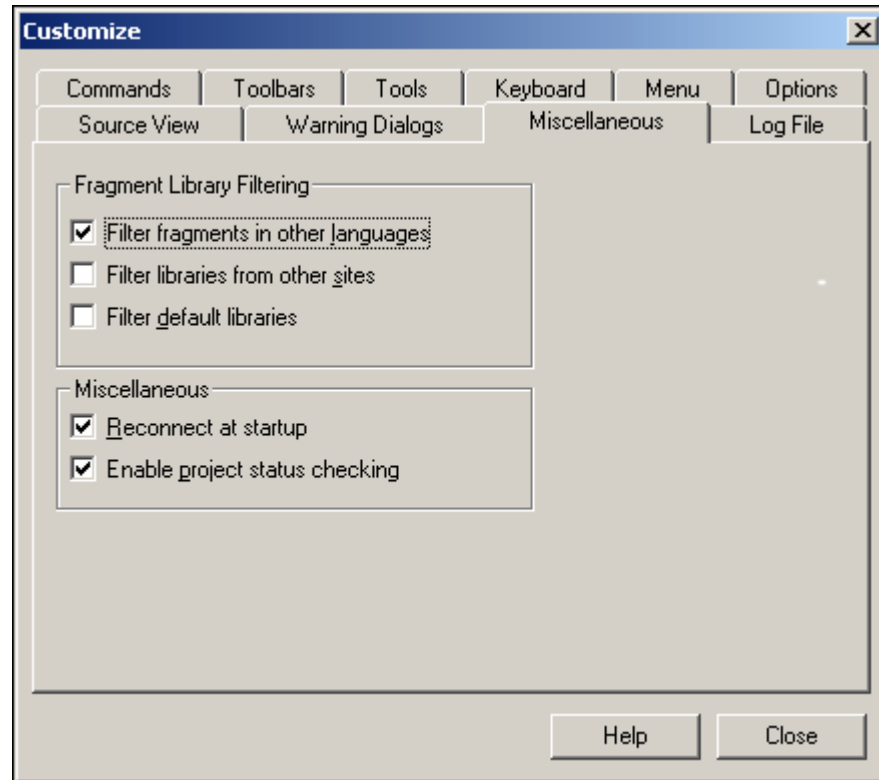 Customize
Commands Toolbars Tools Keyboard Menu Options
Source View Warning Dialogs Miscellaneous Log File
Fragment Library Filtering
Filter fragments in other languages
Filter libraries from other sites
Filter default libraries
Miscellaneous
Reconnect at startup
Enable project status checking
Help Close